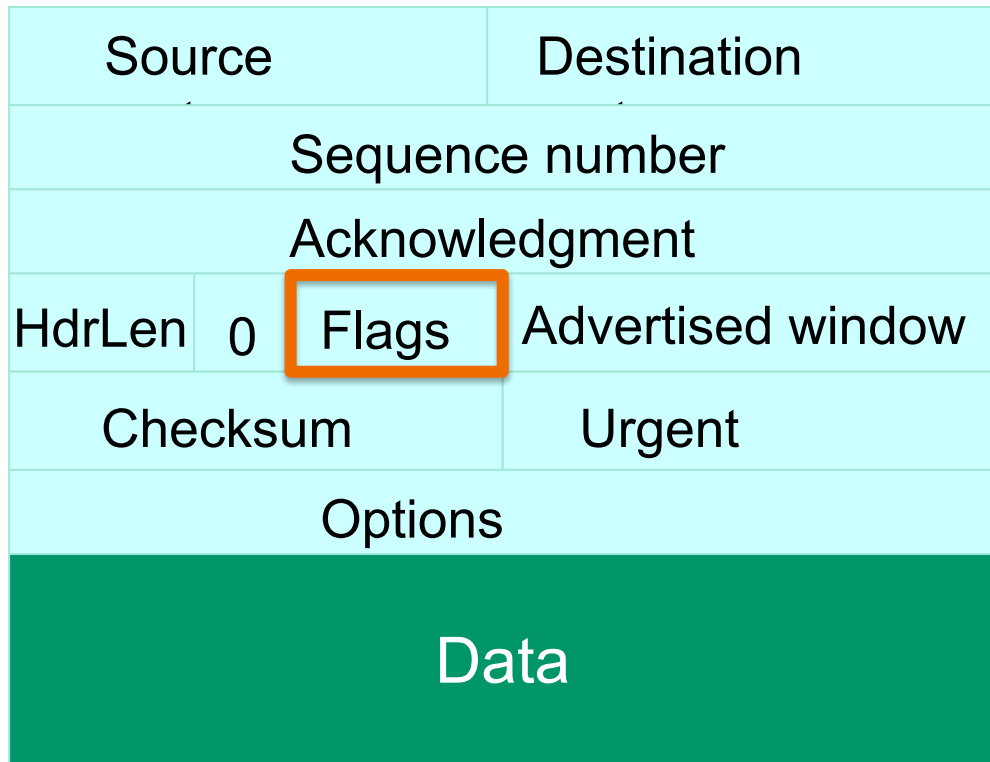 Source Destination
Sequence number
Acknowledgment
HdrLen 0 Flags Advertised window
Checksum Urgent
Options
Data